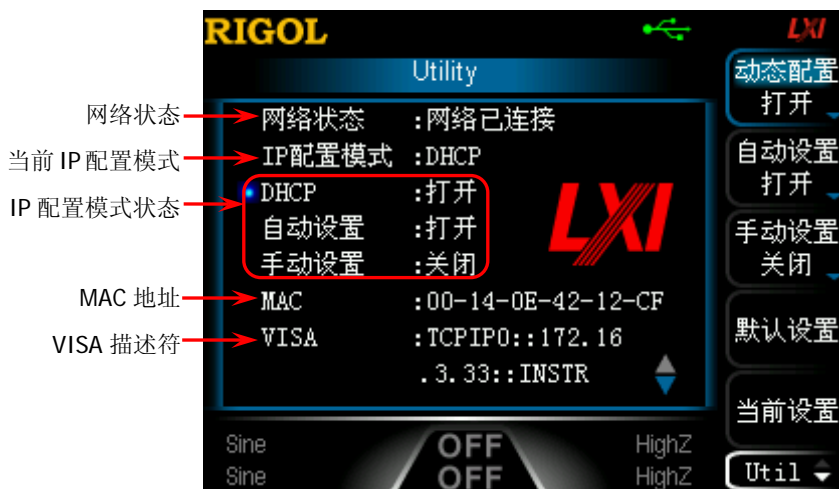 RIGOL
LXI
Utility
网络状态
当前 IP 配置模式
IP 配置模式状态
MAC 地址
VISA 描述符
网络状态 :网络已连接
IP配置模式 :DHCP
DHCP :打开
自动设置 :打开
手动设置 :关闭
MAC :00-14-0E-42-12-CF
VISA :TCPIP0::172.16
.3.33::INSTR
LXI
动态配置
打开
自动设置
打开
手动设置
关闭
默认设置
当前设置
Util
Sine OFF HighZ
Sine OFF HighZ